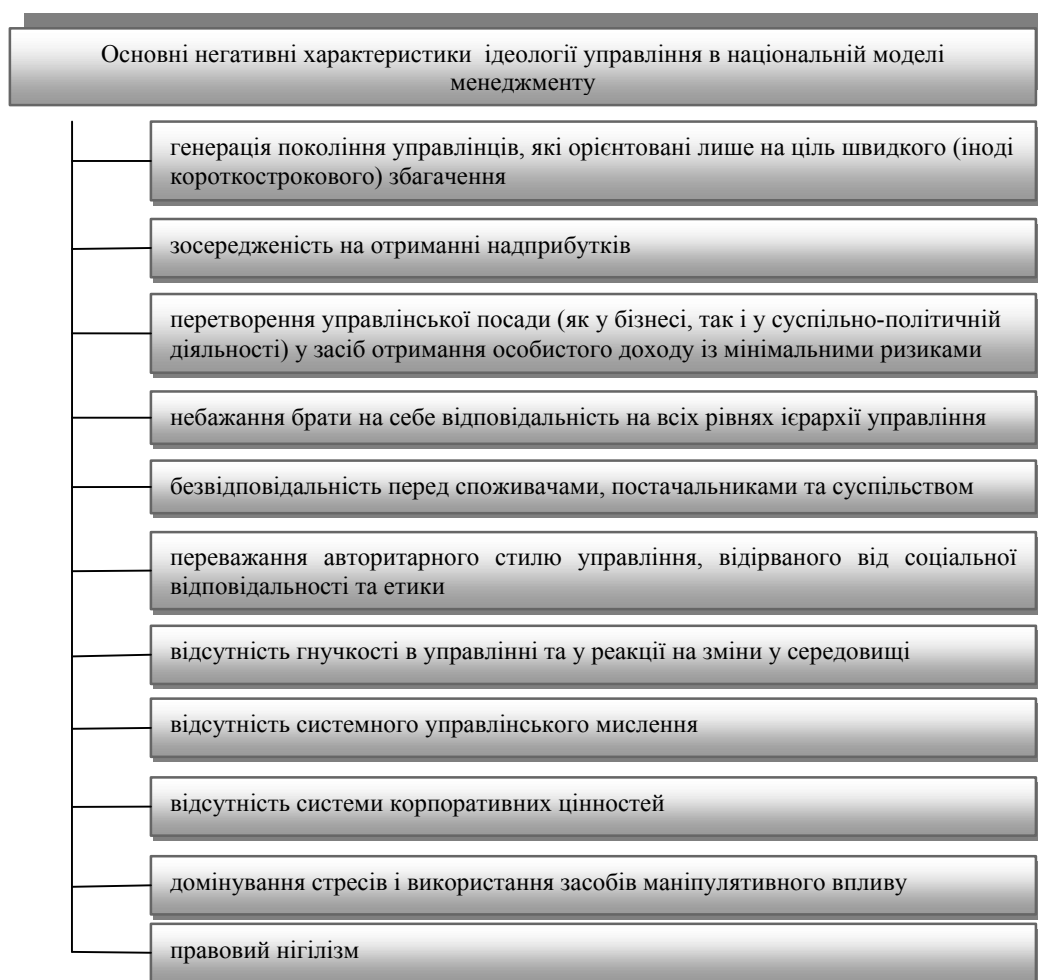 Основні негативні характеристики ідеології управління в національній моделі
менеджменту
генерація покоління управлінців, які орієнтовані лише на ціль швидкого (іноді
короткострокового) збагачення
зосередженість на отриманні надприбутків
перетворення управлінської посади (як у бізнесі, так і у суспільно-політичній
діяльності) у засіб отримання особистого доходу із мінімальними ризиками
небажання брати на себе відповідальність на всіх рівнях ієрархії управління
безвідповідальність перед споживачами, постачальниками та суспільством
переважання авторитарного стилю управління, відірваного від соціальної
відповідальності та етики
відсутність гнучкості в управлінні та у реакції на зміни у середовищі
відсутність системного управлінського мислення
відсутність системи корпоративних цінностей
домінування стресів і використання засобів маніпулятивного впливу
правовий нігілізм